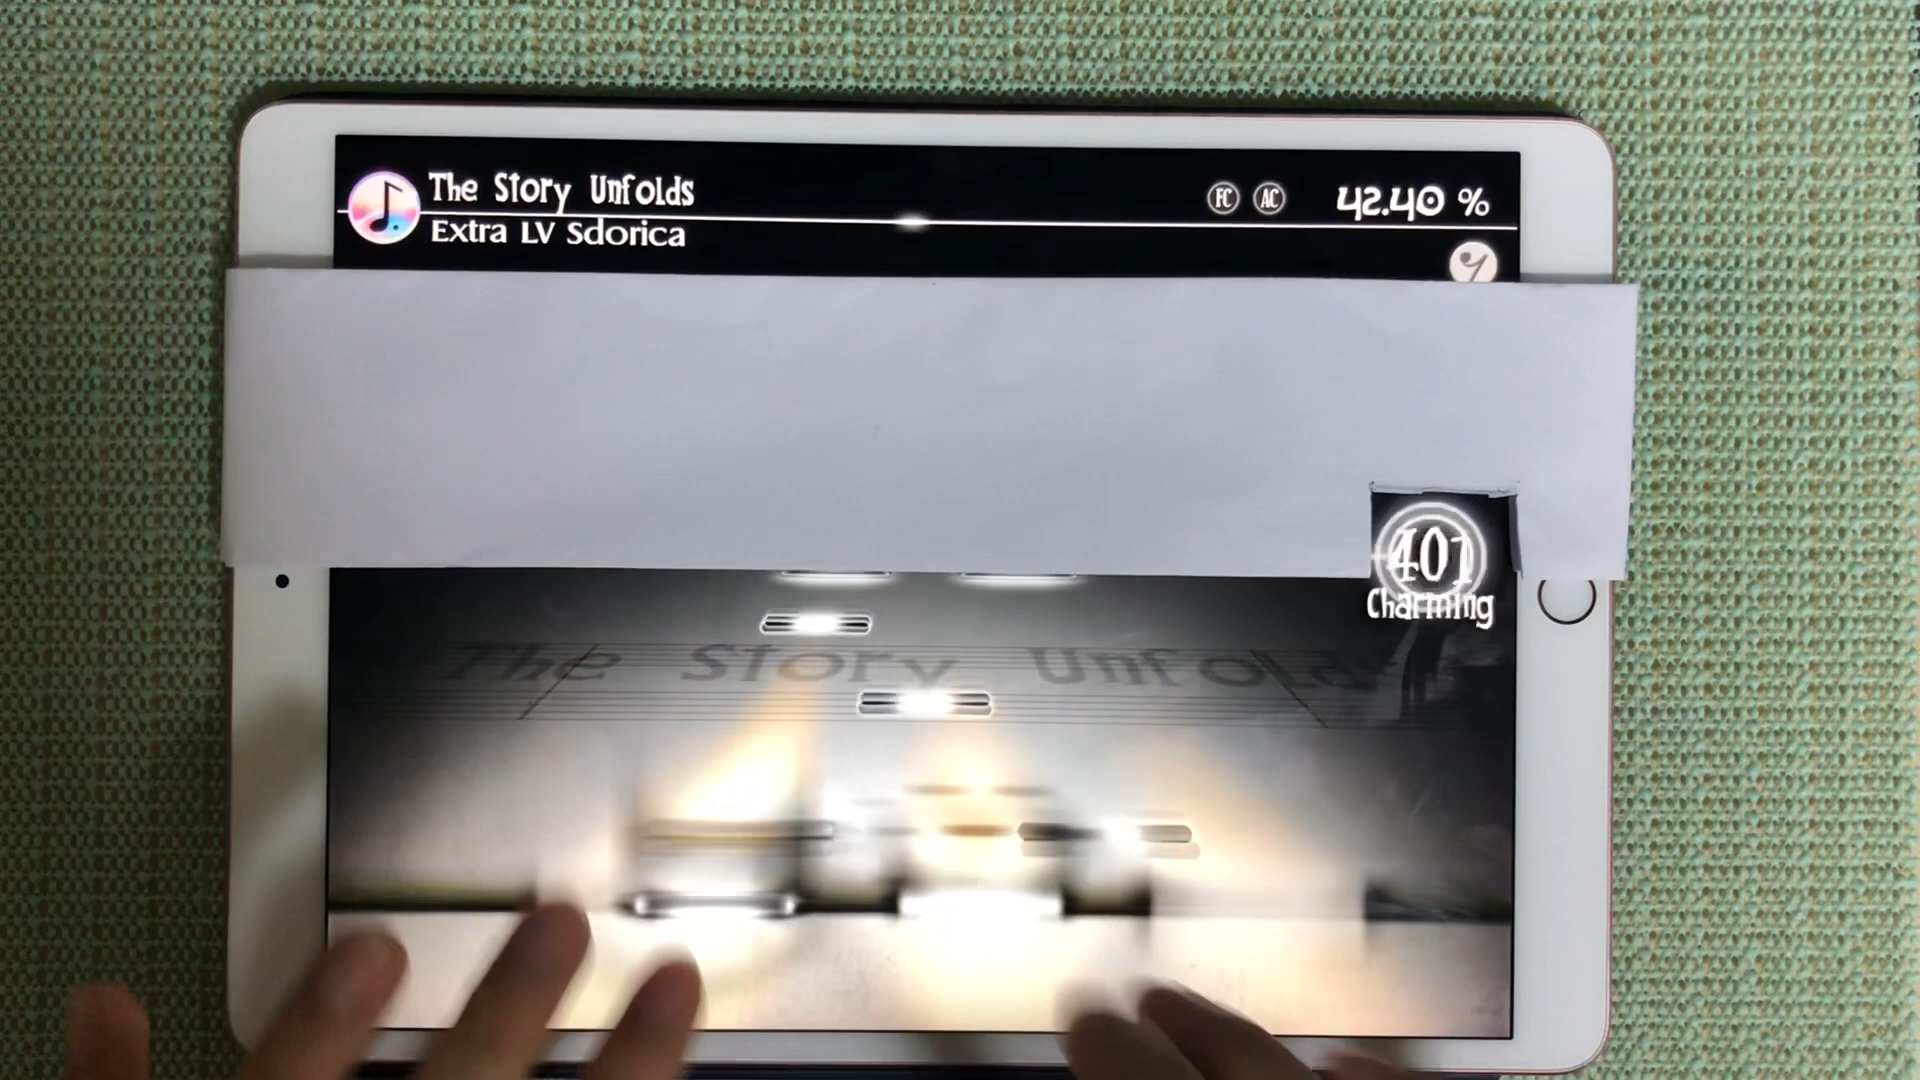 The Story Unfolds
FC AC 42.40 %
Extra LV Sdorica
401
Charming
The Story Unfolds